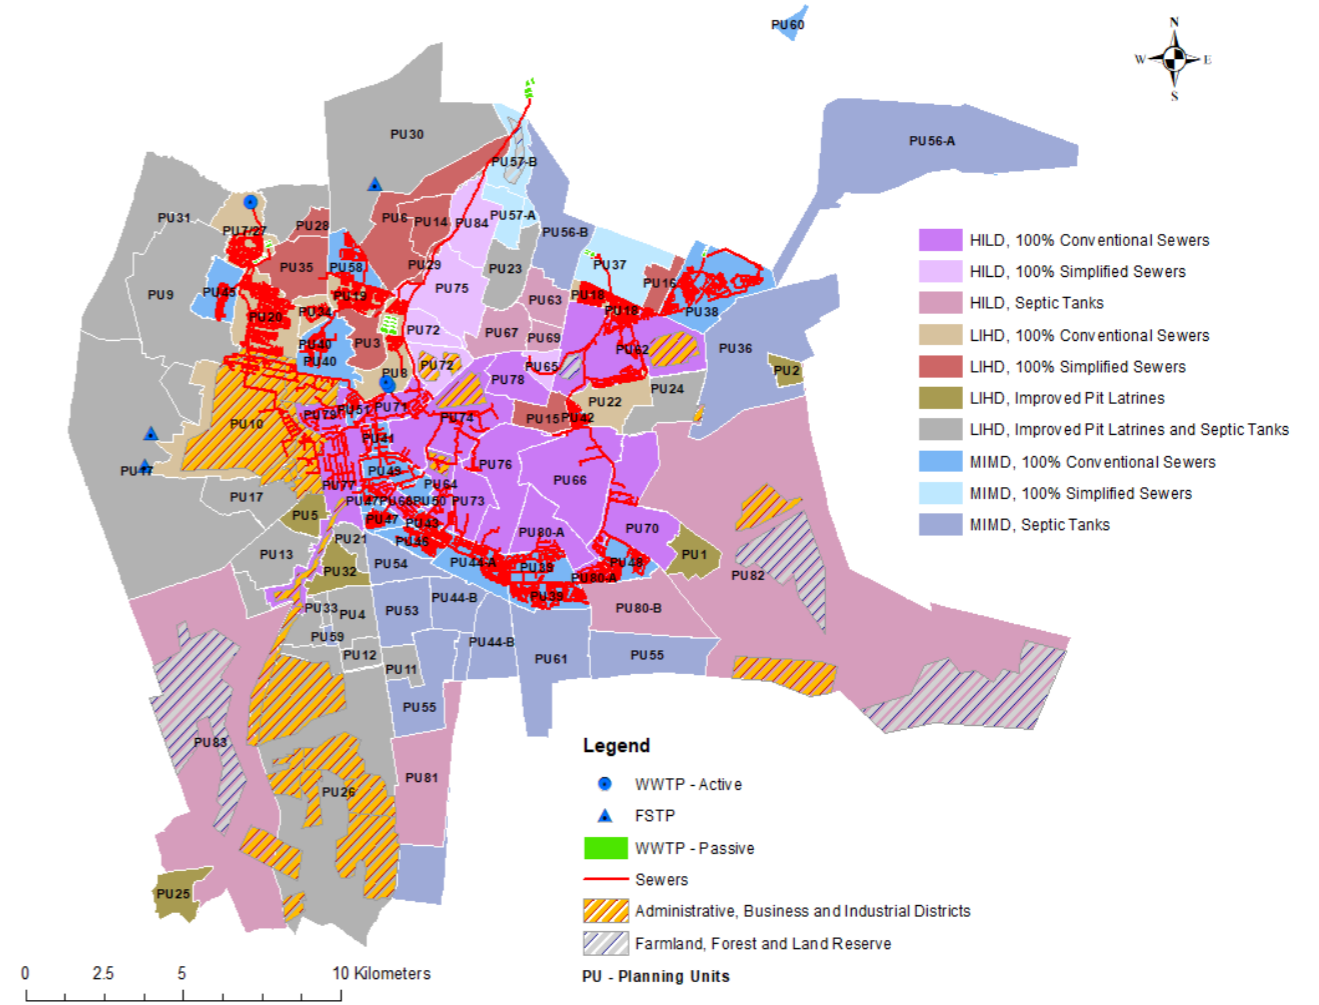 PU60
N
W E
S
PU30
PU56-A
PU57-B
PU31
PU7/27
PU28
PU6
PU14
PU84
PU57-A
PU56-B
PU35
PU58
PU29
PU23
PU37
PU16
PU9
PU45
PU19
PU75
PU63
PU18
PU18
PU38
PU20
PU34
PU40
PU3
PU72
PU67
PU69
PU62
PU36
PU40
PU8
PU72
PU65
PU2
PU78
PU24
PU22
PU10
PU79
PU51
PU71
PU74
PU15
PU42
PU41
PU17
PU49
PU76
PU66
PU77
PU64
PU17
PU47
PU68
PU50
PU73
PU5
PU47
PU43
PU70
PU21
PU46
PU80-A
PU13
PU1
PU32
PU54
PU44-A
PU39
PU48
PU82
PU80-A
PU33
PU4
PU53
PU44-B
PU39
PU80-B
PU59
PU44-B
PU12
PU11
PU61
PU55
PU55
PU83
PU81
PU26
PU25
HILD, 100% Conventional Sewers
HILD, 100% Simplified Sewers
HILD, Septic Tanks
LIHD, 100% Conventional Sewers
LIHD, 100% Simplified Sewers
LIHD, Improved Pit Latrines
LIHD, Improved Pit Latrines and Septic Tanks
MIMD, 100% Conventional Sewers
MIMD, 100% Simplified Sewers
MIMD, Septic Tanks
Legend
WWTP - Active
FSTP
WWTP - Passive
Sewers
Administrative, Business and Industrial Districts
Farmland, Forest and Land Reserve
PU - Planning Units
0 2.5 5 10 Kilometers